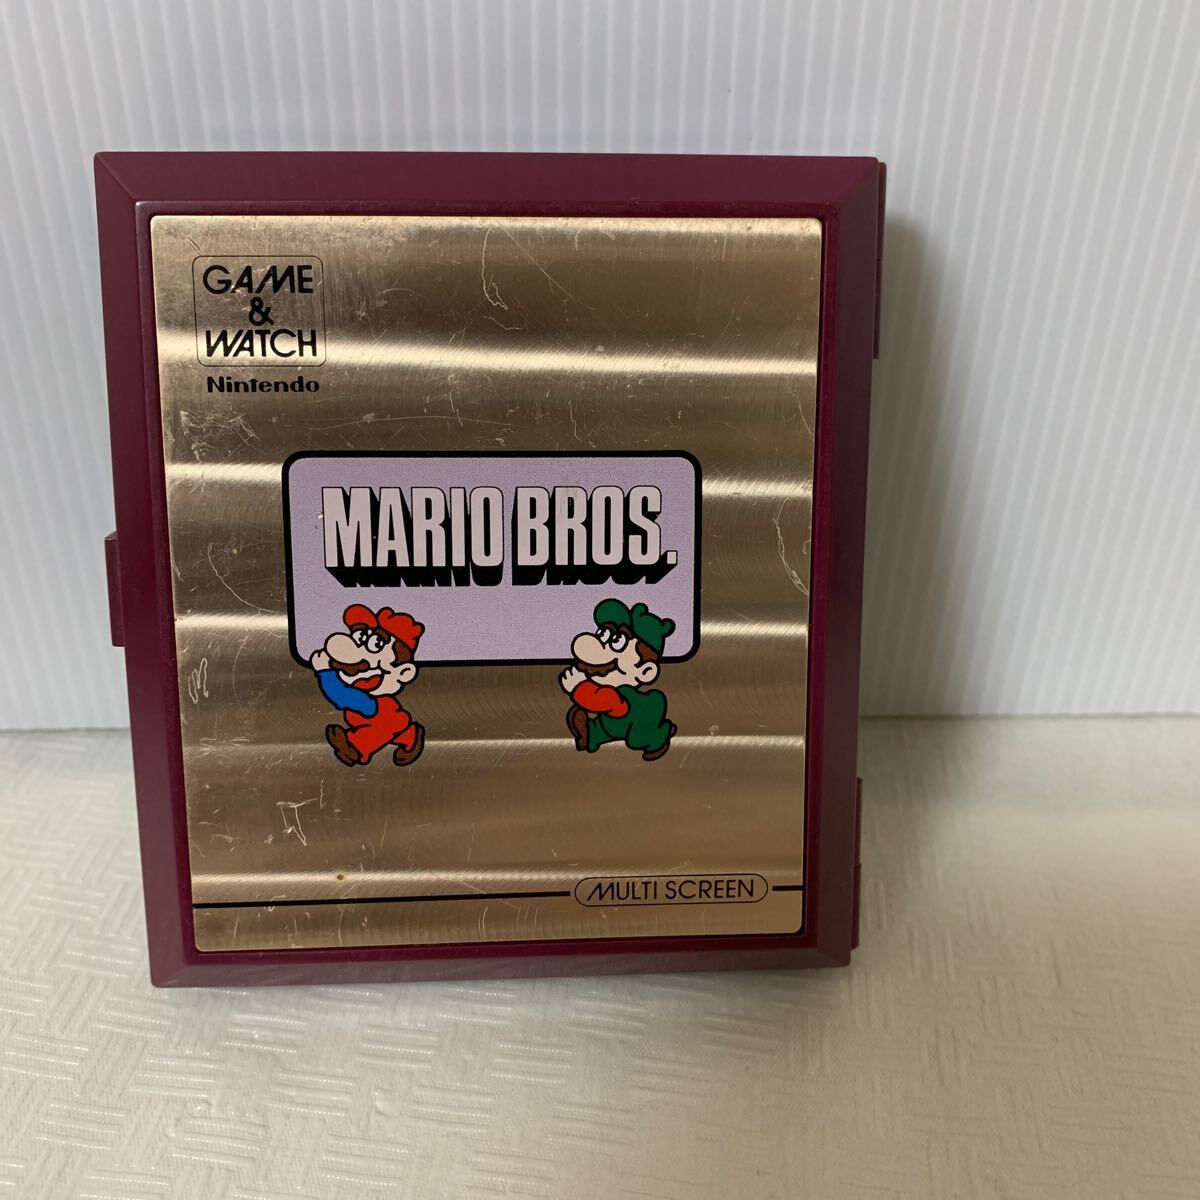 GAME
&
WATCH
Nintendo
MARIO BROS.
MULTI SCREEN